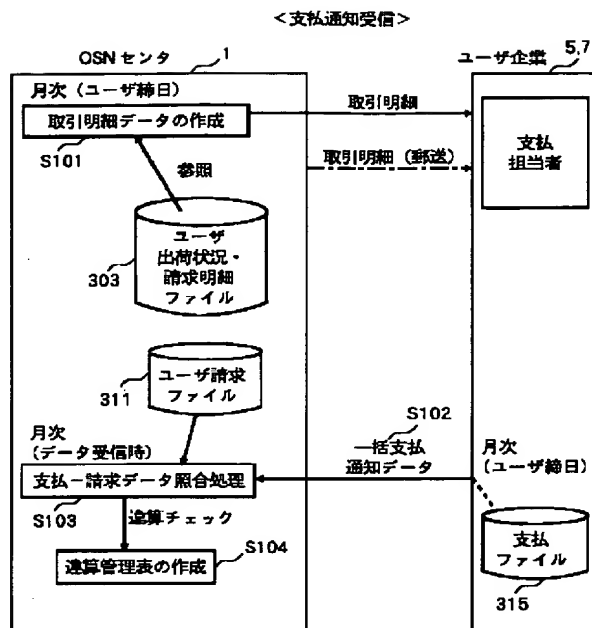 <支払通知受信>
OSNセンタ
1
ユーザ企業
5,7
月次(ユーザ締日)
取引明細データの作成
S101
取引明細
取引明細(郵送)
支払
担当者
参照
ユーザ
出荷状況・
請求明細
ファイル
303
ユーザ請求
ファイル
311
月次
(データ受信時)
支払-請求データ照合処理
S103
S102
一括支払
通知データ
月次
(ユーザ締日)
違算チェック
違算管理表の作成
S104
支払
ファイル
315